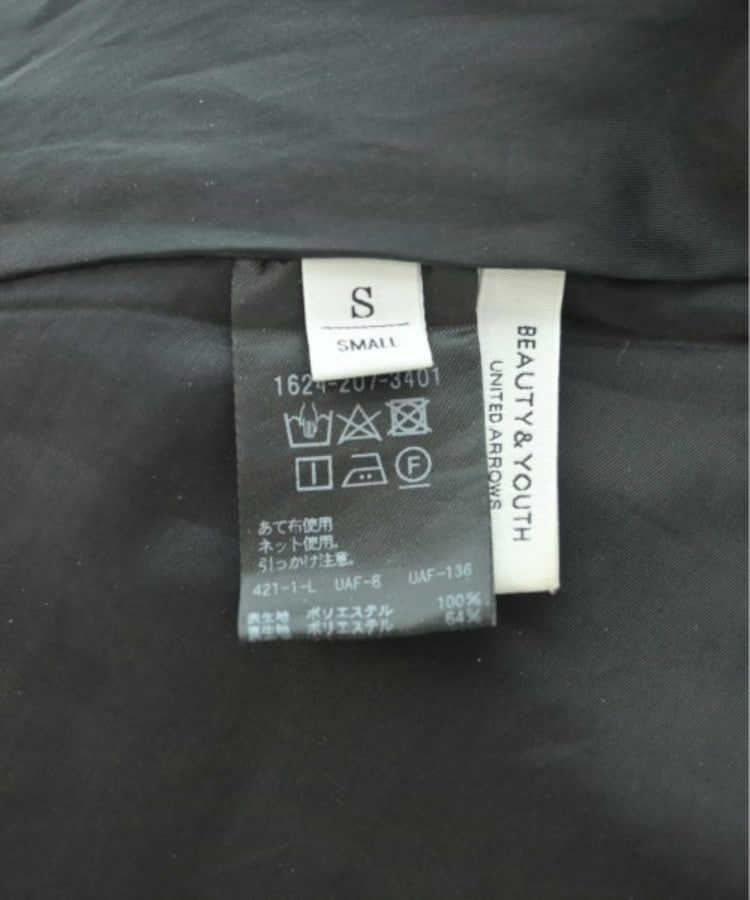 S
SMALL
1624-207-3401
F
あて布使用
ネット使用。
引っかけ注意。
421-1-L UAF-8 UAF-136
表生地 ポリエステル 100%
裏生地 ポリエステル 64%
BEAUTY & YOUTH
UNITED ARROWS